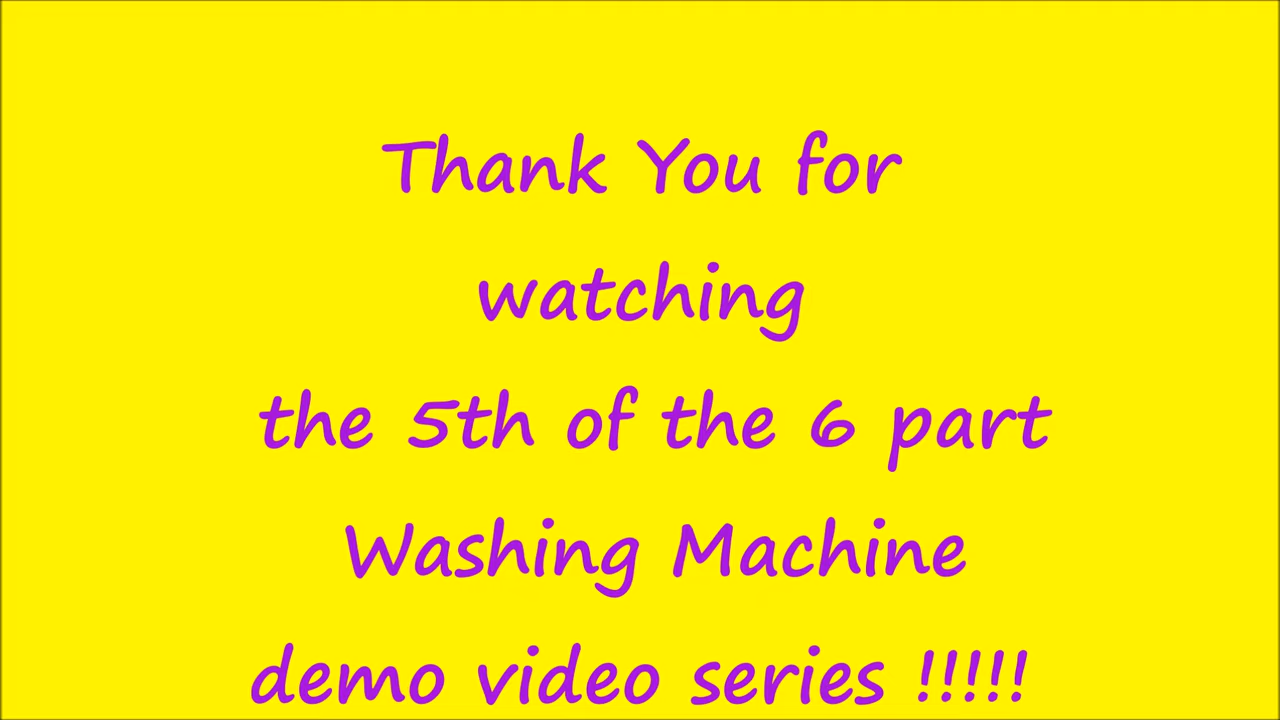 Thank You for
watching
the 5th of the 6 part
Washing Machine
demo video series !!!!!